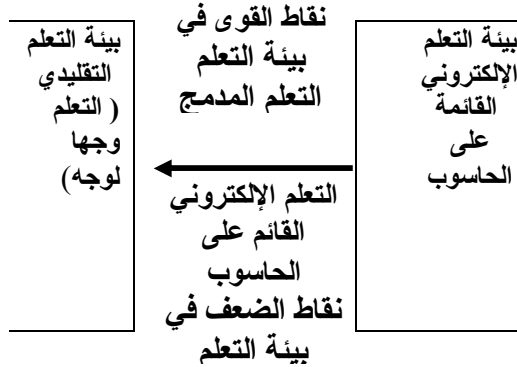 بيئة التعلم
الإلكتروني
القائمة
على
الحاسوب
نقاط القوى في
بيئة التعلم
التعلم المدمج
التعلم الإلكتروني
القائم على
الحاسوب
نقاط الضعف في
بيئة التعلم
بيئة التعلم
التقليدي
( التعلم
وجها
لوجه)